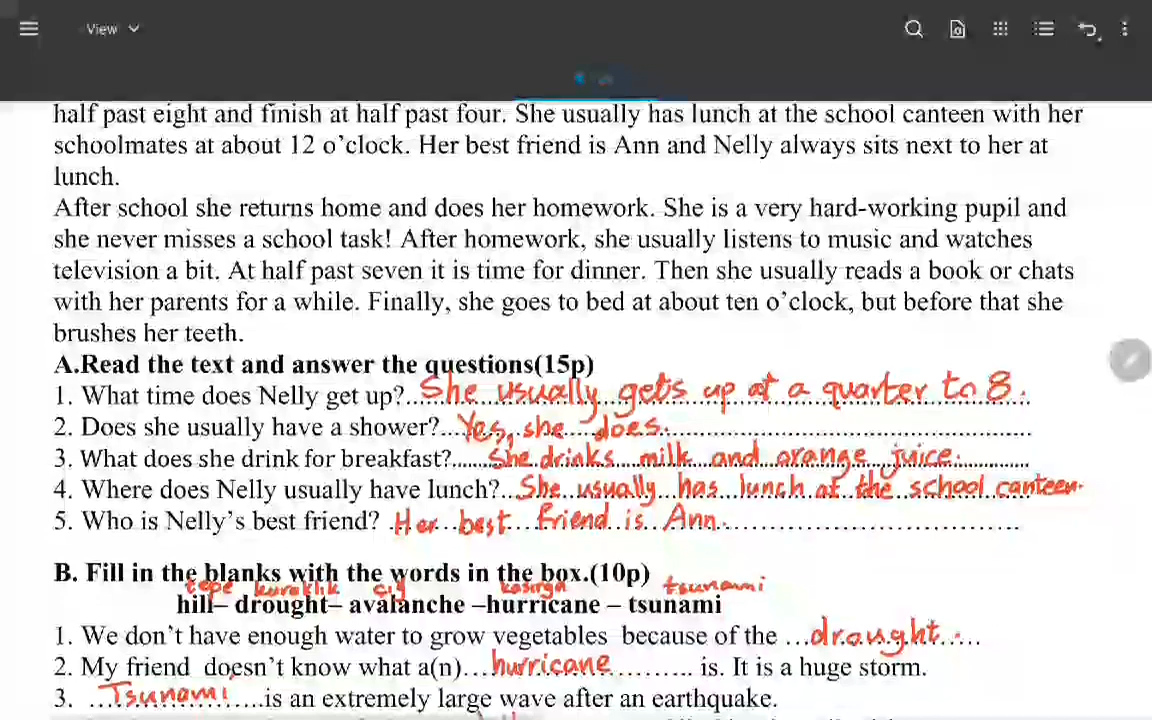 View
half past eight and finish at half past four. She usually has lunch at the school canteen with her
schoolmates at about 12 o'clock. Her best friend is Ann and Nelly always sits next to her at
lunch.
After school she returns home and does her homework. She is a very hard-working pupil and
she never misses a school task! After homework, she usually listens to music and watches
television a bit. At half past seven it is time for dinner. Then she usually reads a book or chats
with her parents for a while. Finally, she goes to bed at about ten o'clock, but before that she
brushes her teeth.
A.Read the text and answer the questions(15p)
1. What time does Nelly get up?..She usually gets up at a quarter to 8.
2. Does she usually have a shower?..Yes, she does.
3. What does she drink for breakfast?......She drinks milk and orange juice.
4. Where does Nelly usually have lunch?...She usually has lunch at the school canteen.
5. Who is Nelly's best friend? .Her best friend is Ann.
B. Fill in the blanks with the words in the box.(10p)
tepe kuraklık çığ kasırga tsunami
hill– drought– avalanche –hurricane – tsunami
1. We don't have enough water to grow vegetables because of the ...drought.....
2. My friend doesn't know what a(n)...hurricane............ is. It is a huge storm.
3. ....Tsunami.....is an extremely large wave after an earthquake.